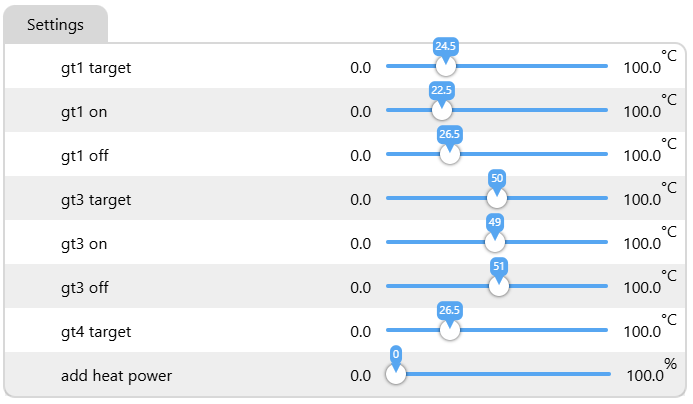 Settings
gt1 target 0.0 24.5 100.0 °C
gt1 on 0.0 22.5 100.0 °C
gt1 off 0.0 26.5 100.0 °C
gt3 target 0.0 50 100.0 °C
gt3 on 0.0 49 100.0 °C
gt3 off 0.0 51 100.0 °C
gt4 target 0.0 26.5 100.0 °C
add heat power 0.0 0 100.0 %